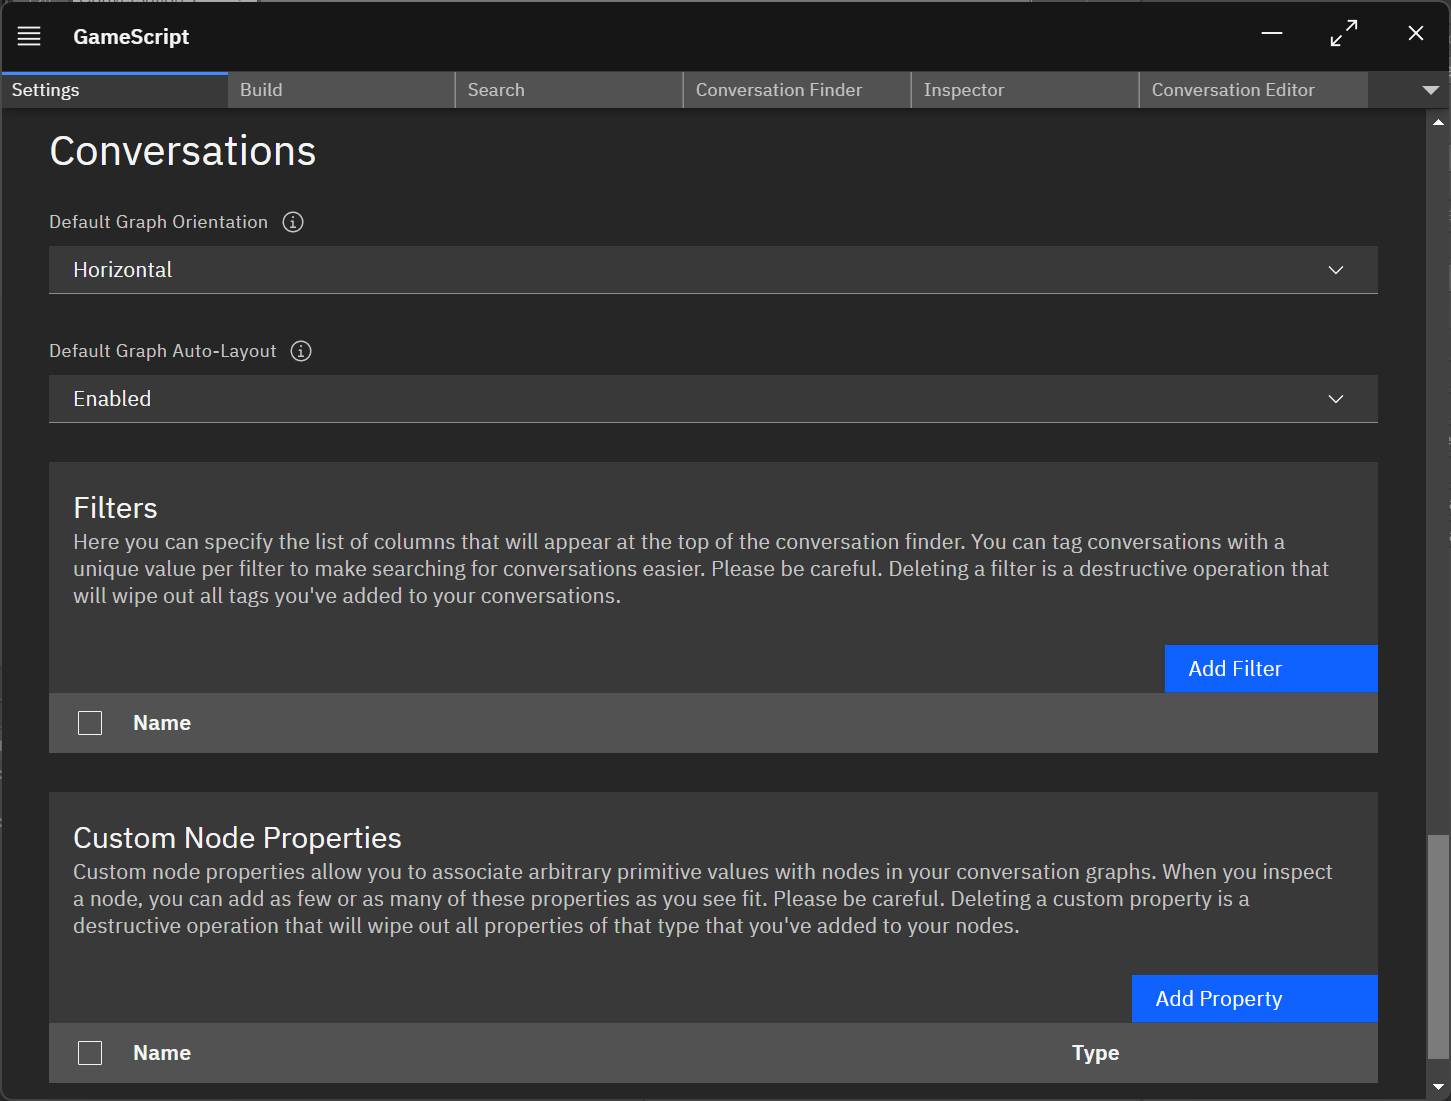 GameScript
Settings
Build
Search
Conversation Finder
Inspector
Conversation Editor
Conversations
Default Graph Orientation
Horizontal
Default Graph Auto-Layout
Enabled
Filters
Here you can specify the list of columns that will appear at the top of the conversation finder. You can tag conversations with a
unique value per filter to make searching for conversations easier. Please be careful. Deleting a filter is a destructive operation that
will wipe out all tags you've added to your conversations.
Add Filter
Name
Custom Node Properties
Custom node properties allow you to associate arbitrary primitive values with nodes in your conversation graphs. When you inspect
a node, you can add as few or as many of these properties as you see fit. Please be careful. Deleting a custom property is a
destructive operation that will wipe out all properties of that type that you've added to your nodes.
Add Property
Name
Type